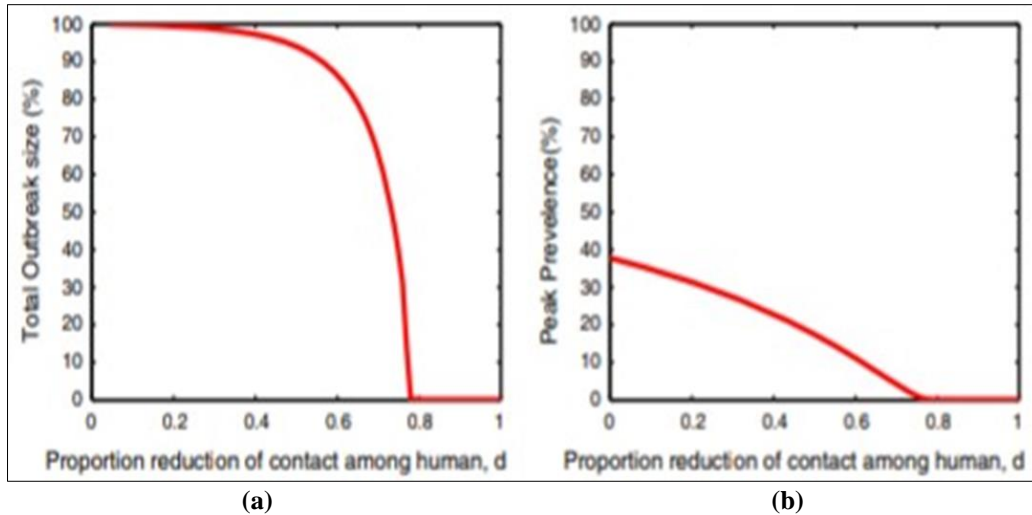 100
90
80
70
60
50
40
30
20
10
0
Total Outbreak size (%)
0 0.2 0.4 0.6 0.8 1
Proportion reduction of contact among human, d
(a)
100
90
80
70
60
50
40
30
20
10
0
Peak Prevelence(%)
0 0.2 0.4 0.6 0.8 1
Proportion reduction of contact among human, d
(b)